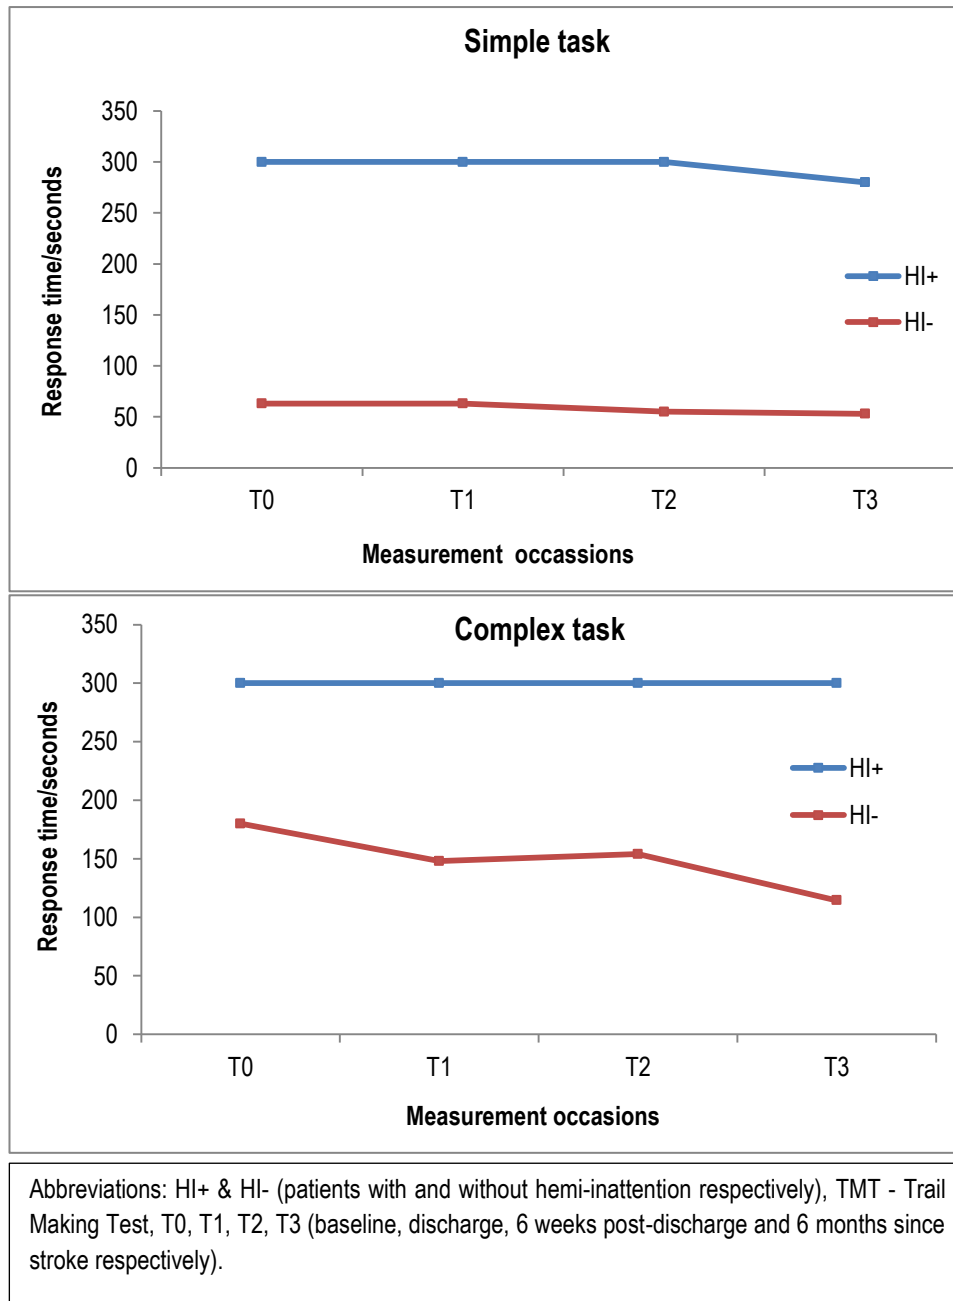 Simple task
350
300
250
200
150
100
50
0
Response time/seconds
HI+
HI-
T0 T1 T2 T3
Measurement occassions
Complex task
350
300
250
200
150
100
50
0
Response time/seconds
HI+
HI-
T0 T1 T2 T3
Measurement occasions
Abbreviations: HI+ & HI- (patients with and without hemi-inattention respectively), TMT - Trail
Making Test, T0, T1, T2, T3 (baseline, discharge, 6 weeks post-discharge and 6 months since
stroke respectively).